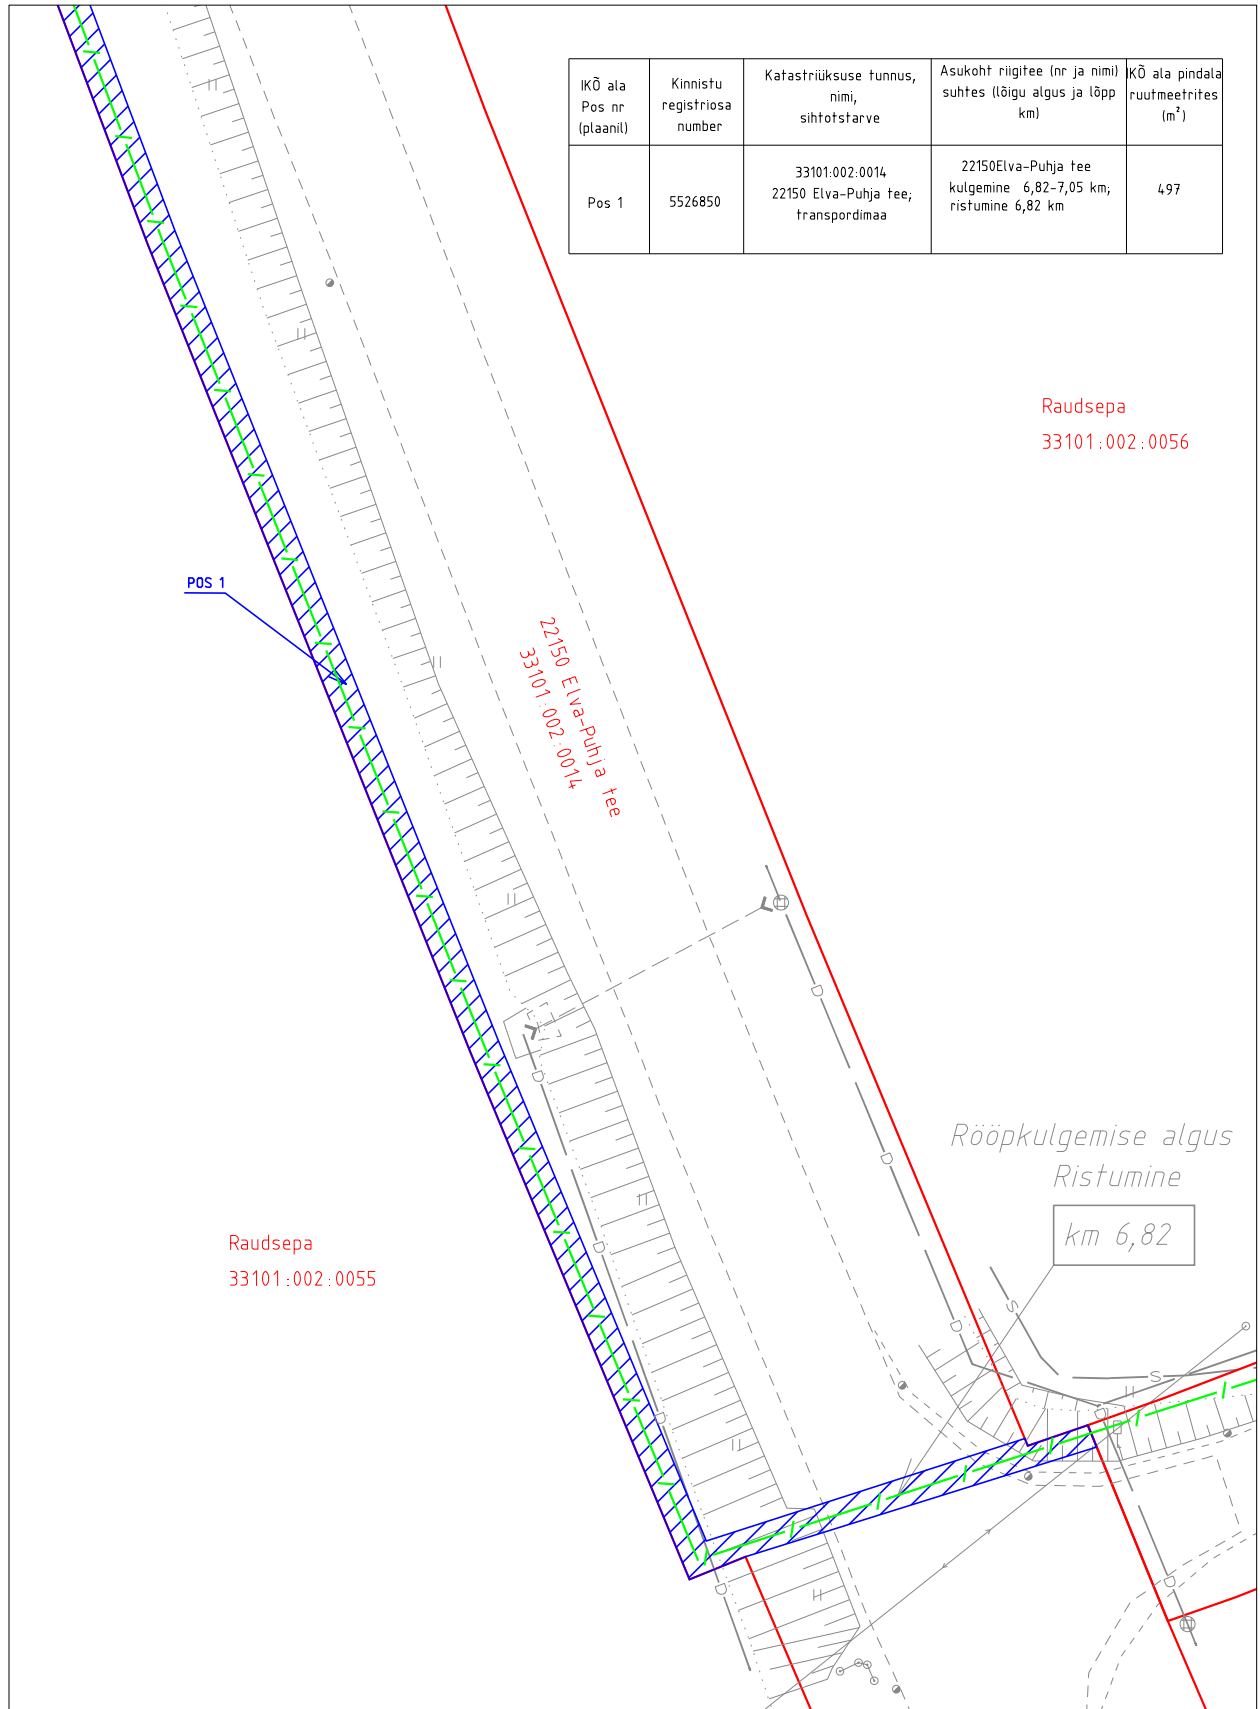 IKÕ ala
Pos nr
(plaanil)
Kinnistu
registriosa
number
Katastriüksuse tunnus,
nimi,
sihtotstarve
Asukoht riigitee (nr ja nimi)
suhtes (lõigu algus ja lõpp
km)
IKÕ ala pindala
ruutmeetrites
(m²)
Pos 1
5526850
33101:002:0014
22150 Elva-Puhja tee;
transpordimaa
22150Elva-Puhja tee
kulgemine 6,82-7,05 km;
ristumine 6,82 km
497
Raudsepa
33101:002:0056
POS 1
22150 Elva-Puhja tee
33101:002:0014
Rööpkulgemise algus
Ristumine
km 6,82
Raudsepa
33101:002:0055
D
D
D
D
D
D
D
D
D
S
S